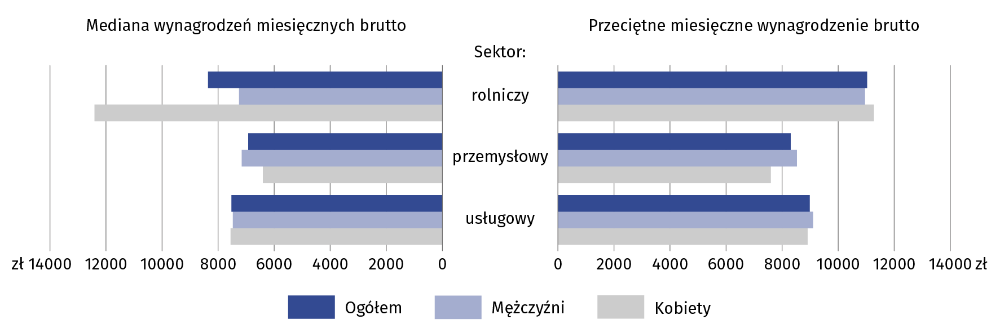 Mediana wynagrodzeń miesięcznych brutto
Przeciętne miesięczne wynagrodzenie brutto
Sektor:
rolniczy
przemysłowy
usługowy
zł 14000 12000 10000 8000 6000 4000 2000 0
0 2000 4000 6000 8000 10000 12000 14000 zł
Ogółem
Mężczyźni
Kobiety